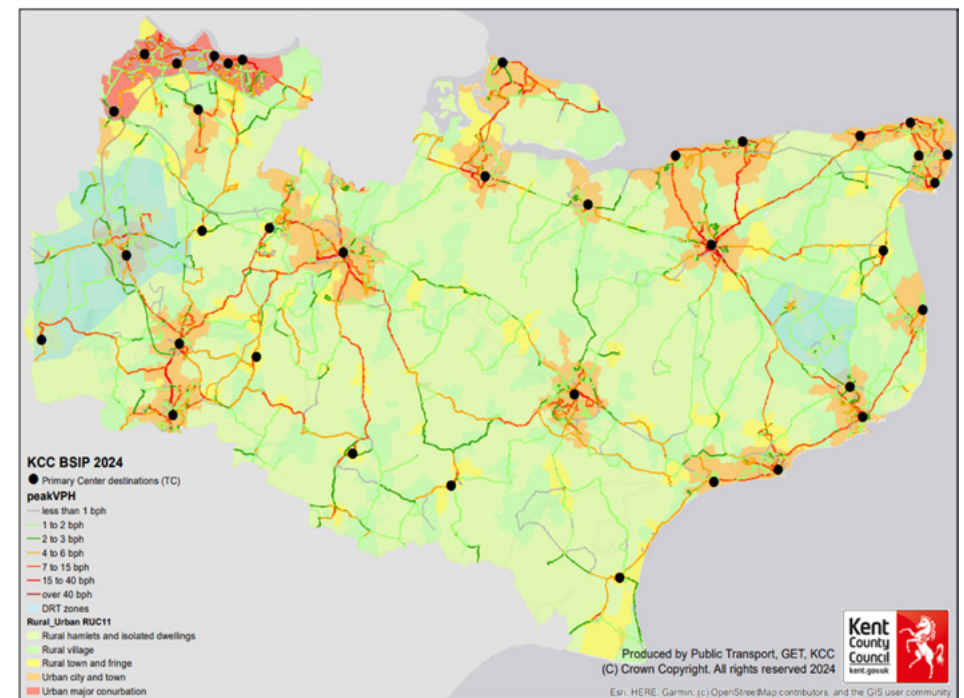 KCC BSIP 2024
Primary Center destinations (TC)
peakVPH
less than 1 bph
1 to 2 bph
2 to 3 bph
4 to 6 bph
7 to 15 bph
15 to 40 bph
over 40 bph
DRT zones
Rural_Urban RUC11
Rural hamlets and isolated dwellings
Rural village
Rural town and fringe
Urban city and town
Urban major conurbation
Produced by Public Transport, GET, KCC
(C) Crown Copyright. All rights reserved 2024
Kent
County
Council
kent.gov.uk
Esri, HERE, Garmin, (c) OpenStreetMap contributors, and the GIS user community